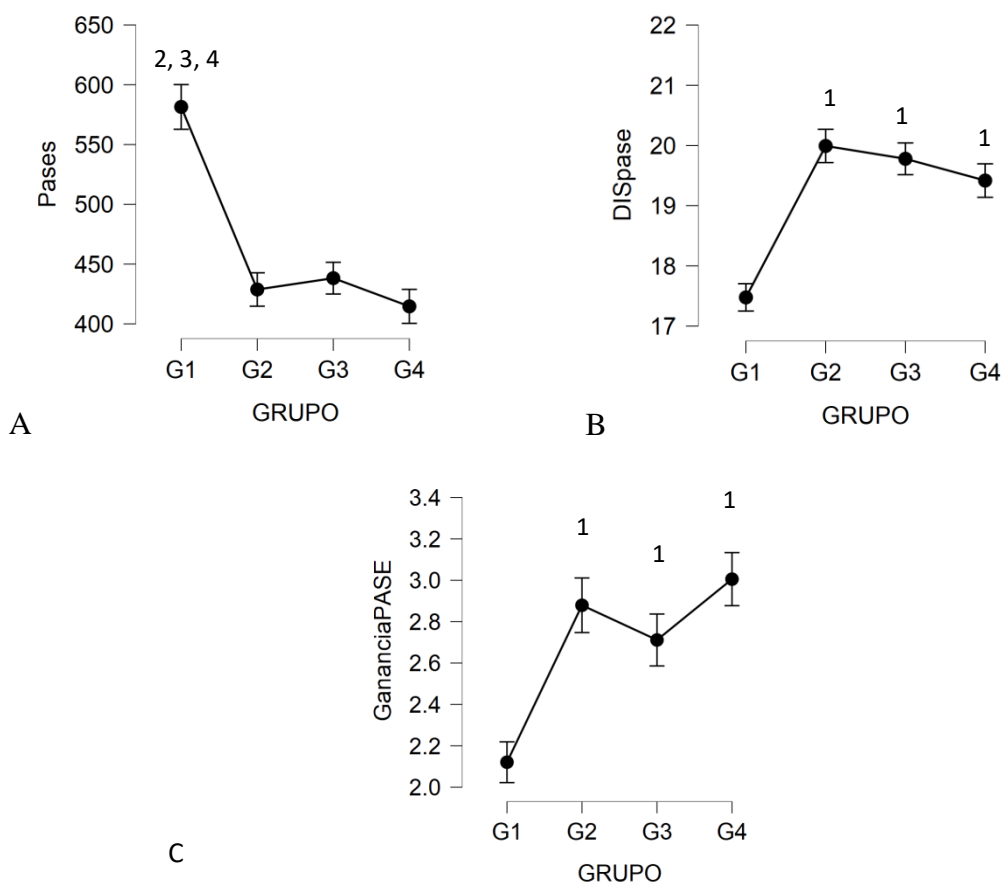 650
600
550
500
450
400
Pases
2, 3, 4
G1 G2 G3 G4
GRUPO
A
22
21
20
19
18
17
DISpase
1
1
1
G1 G2 G3 G4
GRUPO
B
3.4
3.2
3.0
2.8
2.6
2.4
2.2
2.0
GananciaPASE
1
1
1
G1 G2 G3 G4
GRUPO
C